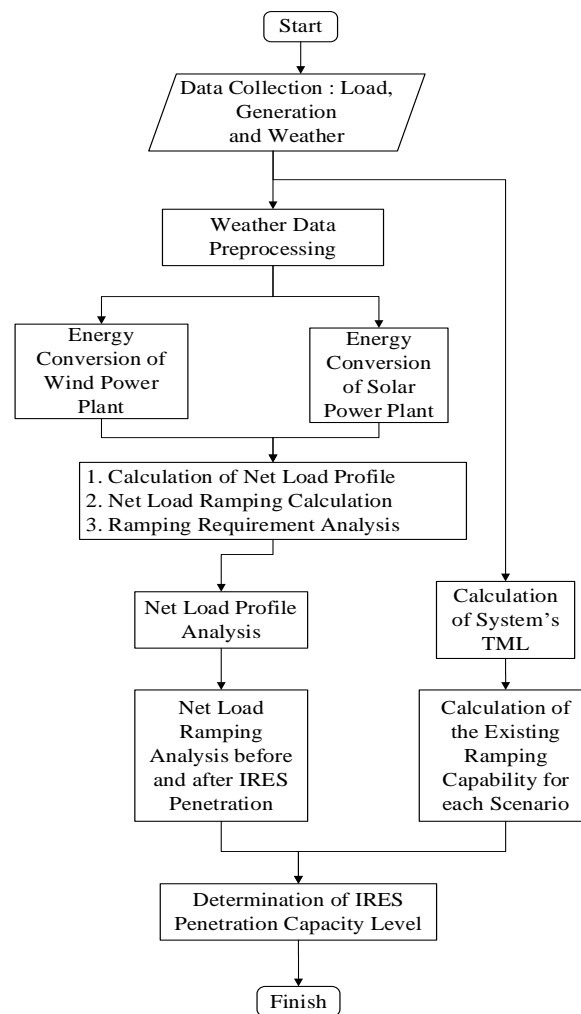 Start
Data Collection : Load,
Generation
and Weather
Weather Data
Preprocessing
Energy
Conversion of
Wind Power
Plant
Energy
Conversion
of Solar
Power Plant
1. Calculation of Net Load Profile
2. Net Load Ramping Calculation
3. Ramping Requirement Analysis
Net Load Profile
Analysis
Calculation
of System’s
TML
Net Load
Ramping
Analysis before
and after IRES
Penetration
Calculation of
the Existing
Ramping
Capability for
each Scenario
Determination of IRES
Penetration Capacity Level
Finish